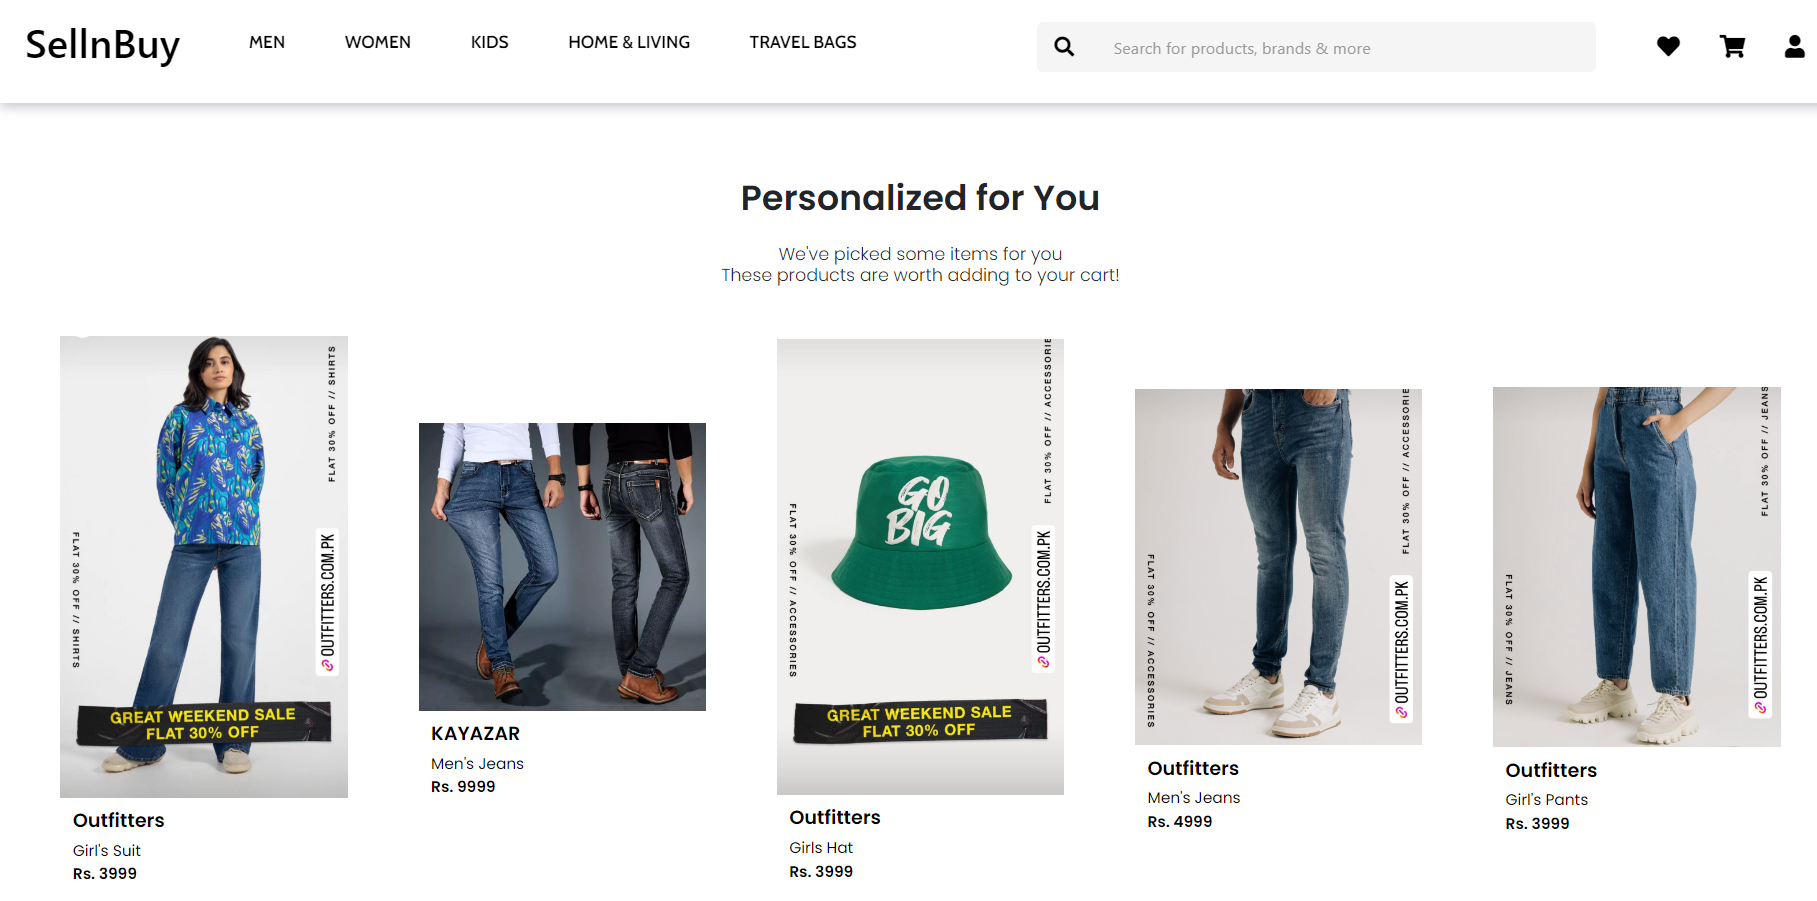 SellnBuy
MEN
WOMEN
KIDS
HOME & LIVING
TRAVEL BAGS
Search for products, brands & more
Personalized for You
We've picked some items for you
These products are worth adding to your cart!
FLAT 30% OFF // SHIRTS
FLAT 30% OFF // SHIRTS
OUTFITTERS.COM.PK
GREAT WEEKEND SALE
FLAT 30% OFF
Outfitters
Girl's Suit
Rs. 3999
KAYAZAR
Men's Jeans
Rs. 9999
FLAT 30% OFF // ACCESSORIE
FLAT 30% OFF // ACCESSORIES
OUTFITTERS.COM.PK
GREAT WEEKEND SALE
FLAT 30% OFF
Outfitters
Girls Hat
Rs. 3999
FLAT 30% OFF // ACCESSORIE
FLAT 30% OFF // ACCESSORIES
OUTFITTERS.COM.PK
Outfitters
Men's Jeans
Rs. 4999
FLAT 30% OFF // JEANS
FLAT 30% OFF // JEANS
OUTFITTERS.COM.PK
Outfitters
Girl's Pants
Rs. 3999